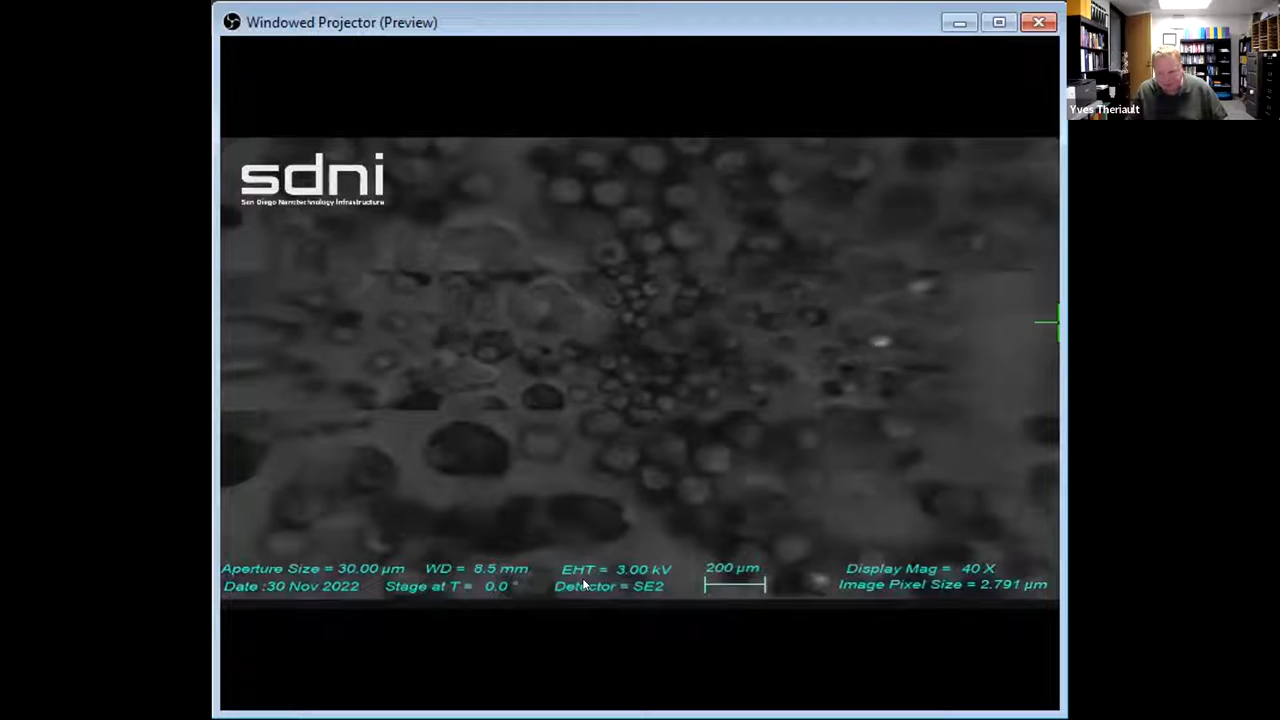 Windowed Projector (Preview)
Yves Theriault
sdni
San Diego Nanotechnology Infrastructure
Aperture Size = 30.00 µm WD = 8.5 mm EHT = 3.00 kV 200 µm Display Mag = 40 X
Date :30 Nov 2022 Stage at T = 0.0 ° Detector = SE2 Image Pixel Size = 2.791 µm